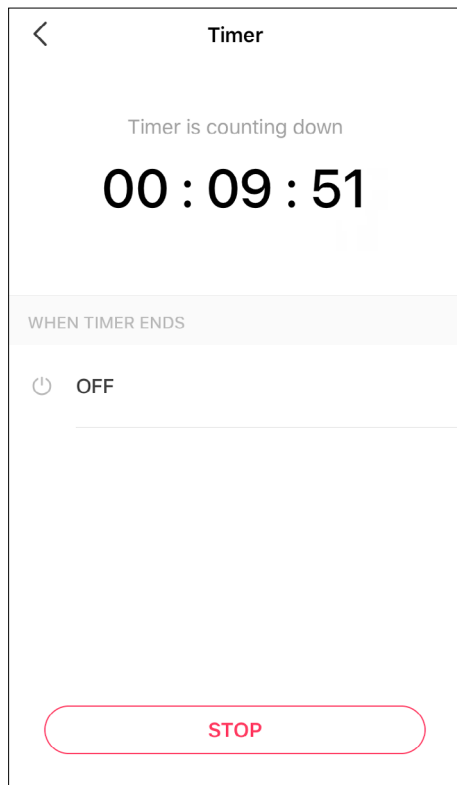 Timer
Timer is counting down
00 : 09 : 51
WHEN TIMER ENDS
OFF
STOP